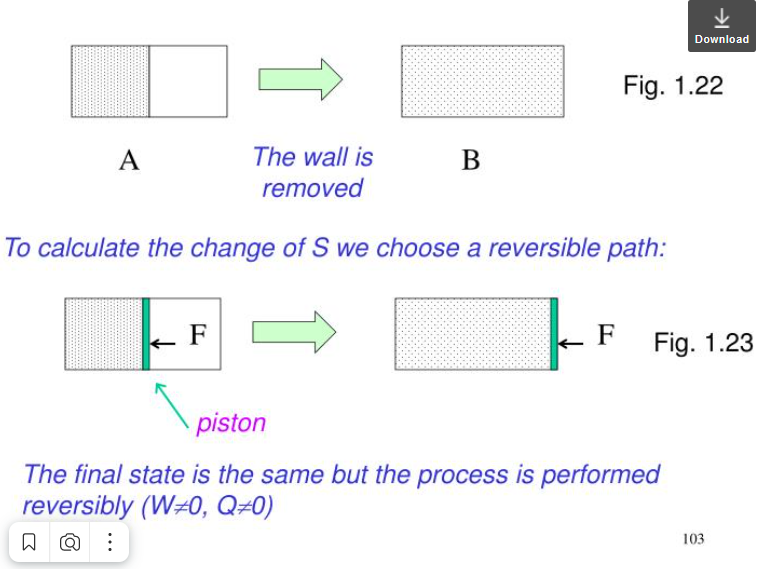 Download
Fig. 1.22
A
The wall is
removed
B
To calculate the change of S we choose a reversible path:
F
F
Fig. 1.23
piston
The final state is the same but the process is performed
reversibly (W≠0, Q≠0)
103